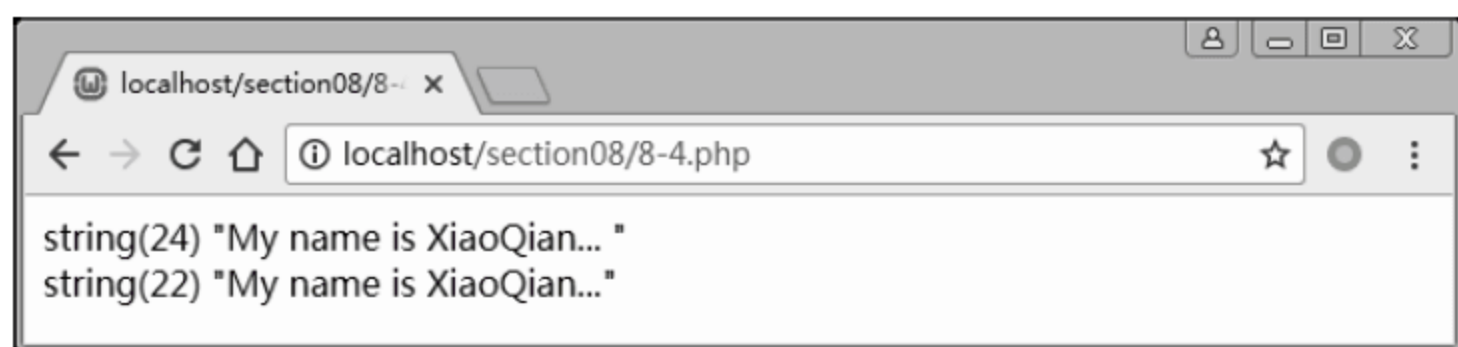 localhost/section08/8-
localhost/section08/8-4.php
string(24) "My name is XiaoQian... "
string(22) "My name is XiaoQian..."